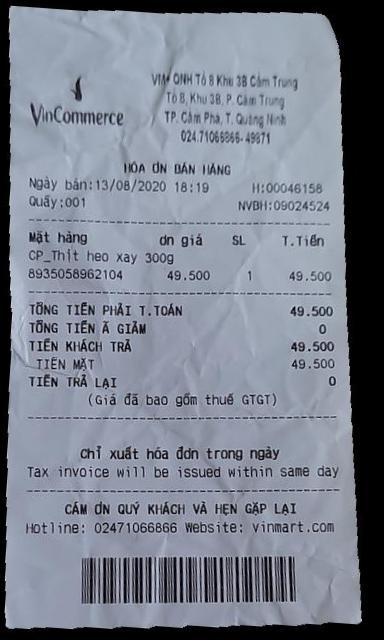 VinCommerce
VM+ QNH Tổ 8 Khu 3B Cẩm Trung
Tổ 8, Khu 3B, P. Cẩm Trung
TP. Cẩm Phả, T. Quảng Ninh
024.71066866- 49871
HÓA ĐƠN BÁN HÀNG
Ngày bán:13/08/2020 18:19 H:00046158
Quầy:001 NVBH:09024524
Mặt hàng ĐN giá SL T.Tiền
CP_Thịt heo xay 300g
8935058962104 49.500 1 49.500
TỔNG TIỀN PHẢI T.TOÁN 49.500
TỔNG TIỀN Ã GIẢM 0
TIỀN KHÁCH TRẢ 49.500
TIỀN MẶT 49.500
TIỀN TRẢ LẠI 0
(Giá đã bao gồm thuế GTGT)
Chỉ xuất hóa đơn trong ngày
Tax invoice will be issued within same day
CẢM ƠN QUÝ KHÁCH VÀ HẸN GẶP LẠI
Hotline: 02471066866 Website: vinmart.com